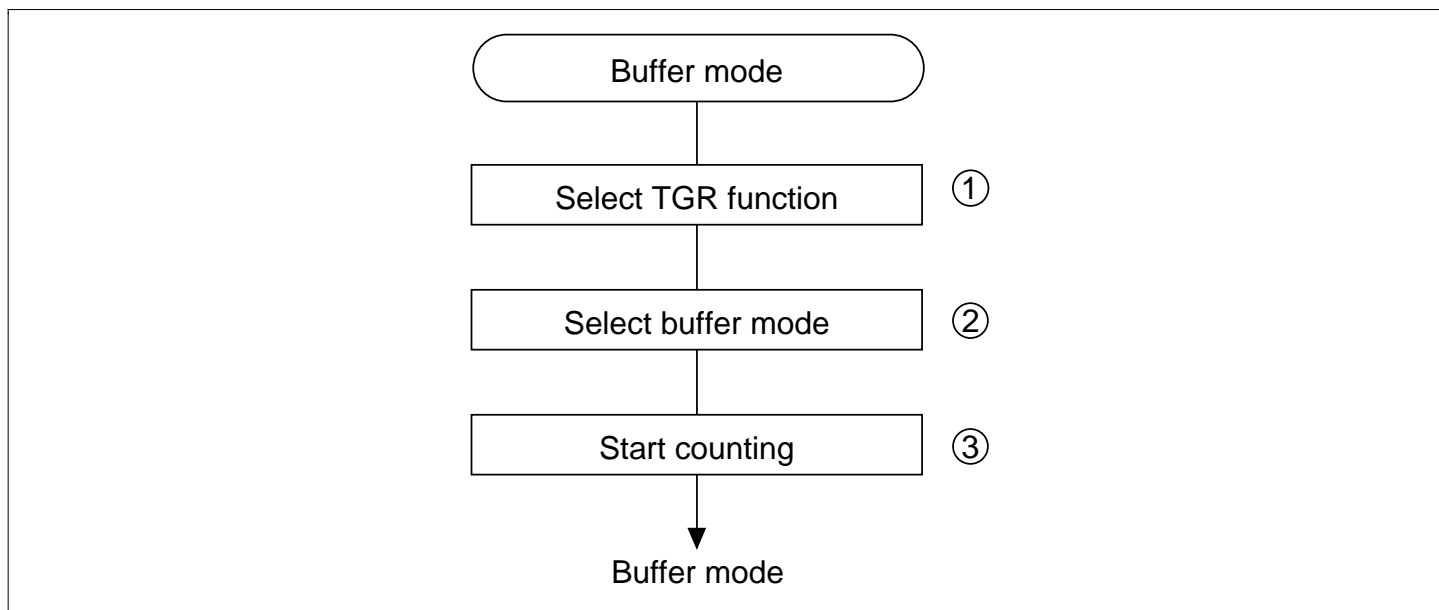 Buffer mode
Select TGR function ①
Select buffer mode ②
Start counting ③
Buffer mode